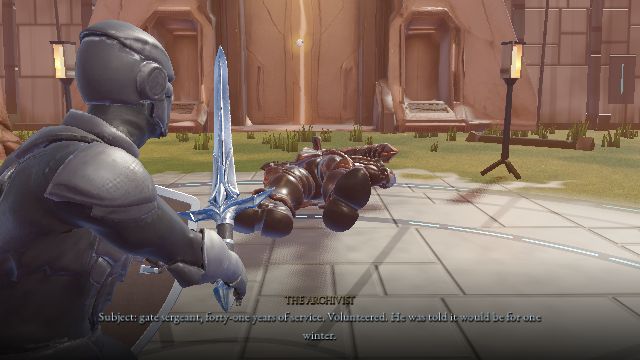 THE ARCHIVIST
Subject: gate sergeant, forty-one years of service. Volunteered. He was told it would be for one
winter.